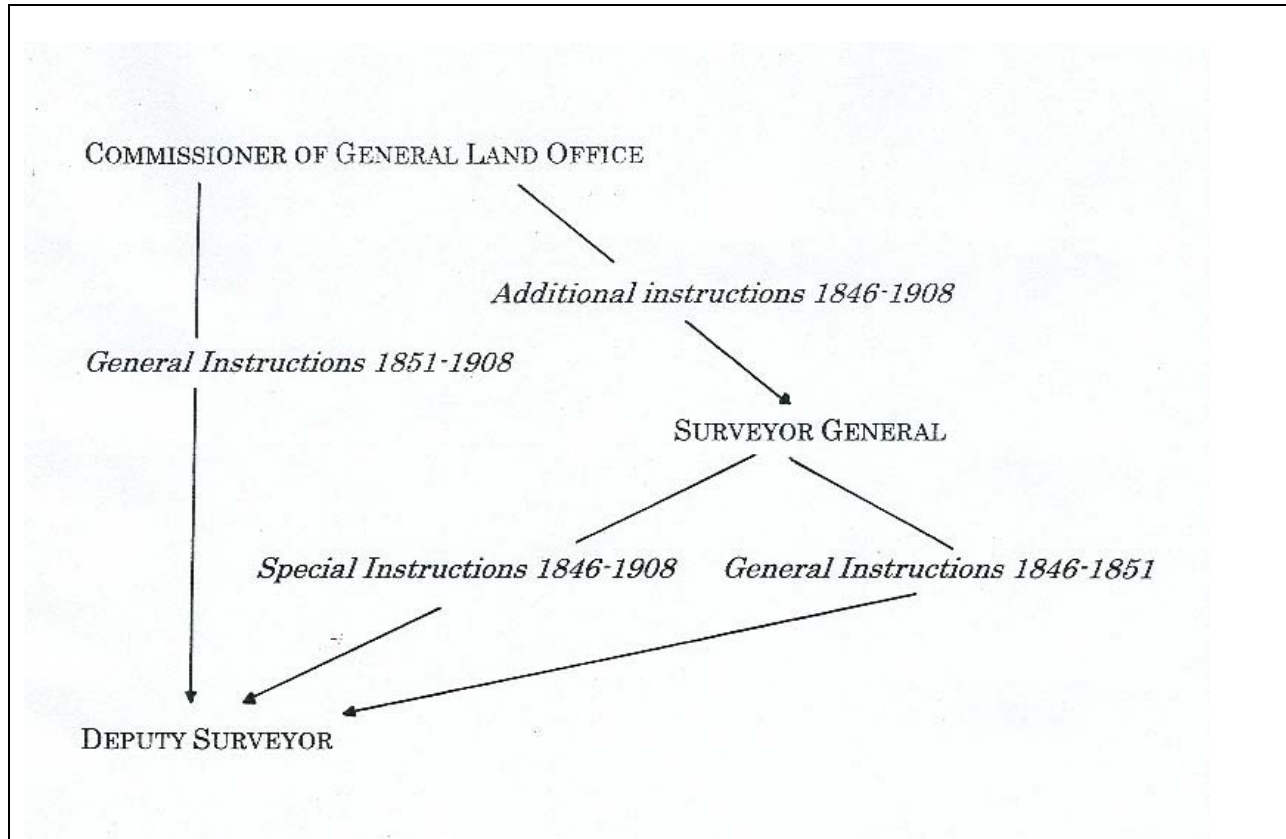 COMMISSIONER OF GENERAL LAND OFFICE
Additional instructions 1846-1908
General Instructions 1851-1908
SURVEYOR GENERAL
Special Instructions 1846-1908
General Instructions 1846-1851
DEPUTY SURVEYOR